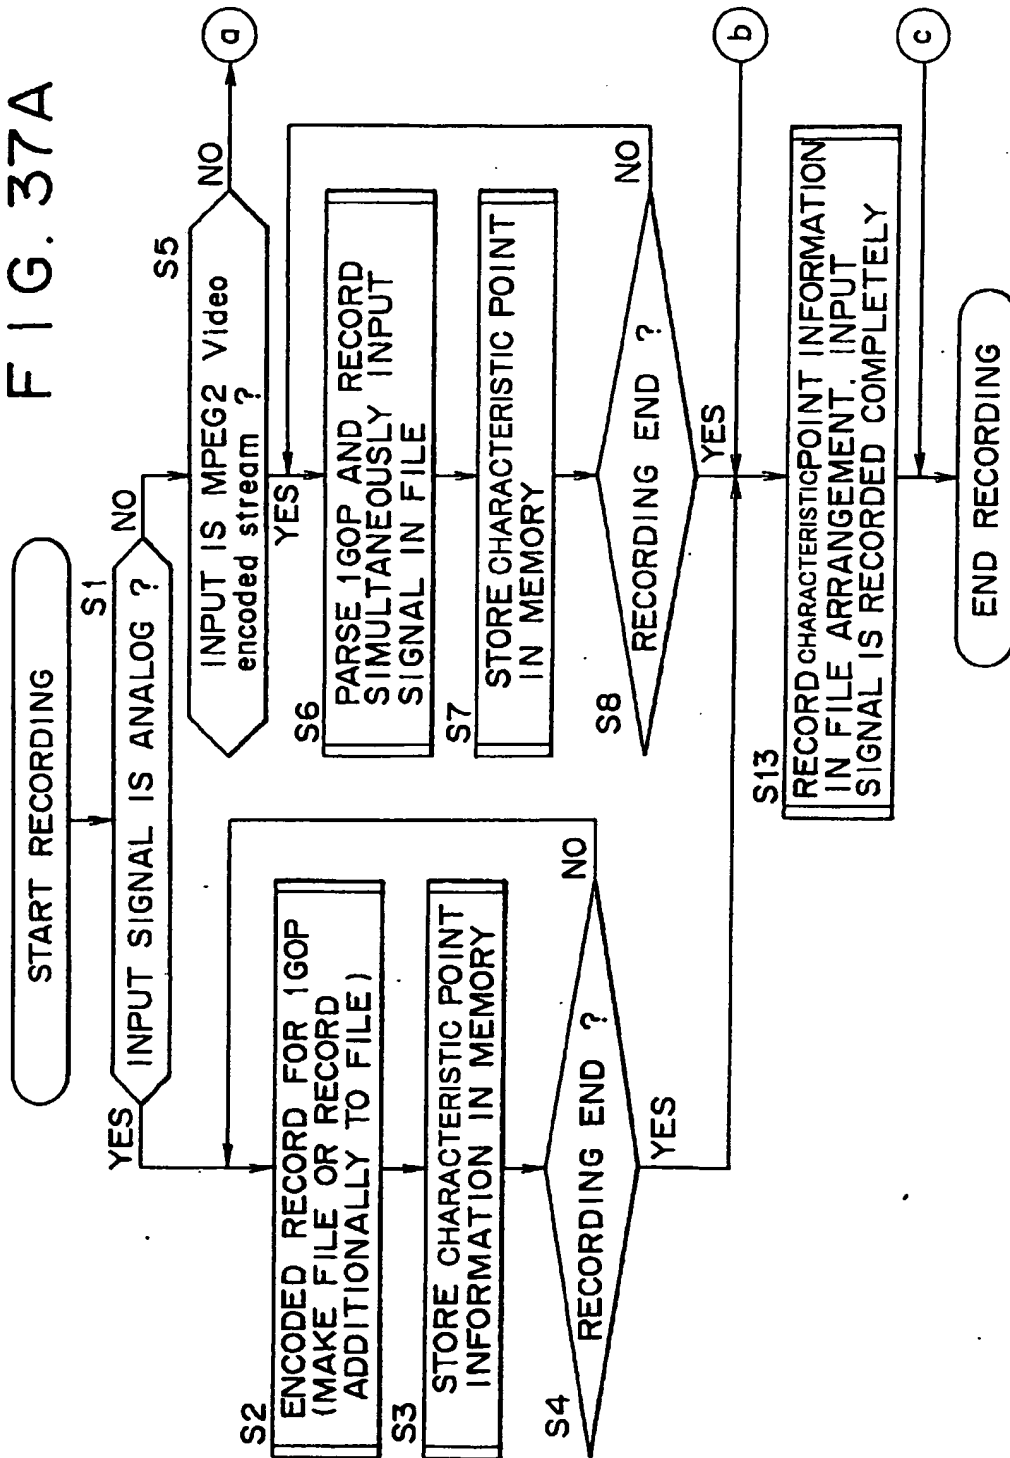 FIG. 37A
START RECORDING
S1
INPUT SIGNAL IS ANALOG ?
YES
NO
S2
ENCODED RECORD FOR 1GOP
(MAKE FILE OR RECORD
ADDITIONALLY TO FILE)
S3
STORE CHARACTERISTIC POINT
INFORMATION IN MEMORY
S4
RECORDING END ?
NO
YES
S5
INPUT IS MPEG2 Video
encoded stream ?
NO
a
YES
S6
PARSE 1GOP AND RECORD
SIMULTANEOUSLY INPUT
SIGNAL IN FILE
S7
STORE CHARACTERISTIC POINT
IN MEMORY
S8
RECORDING END ?
NO
YES
b
S13
RECORD CHARACTERISTIC POINT INFORMATION
IN FILE ARRANGEMENT. INPUT
SIGNAL IS RECORDED COMPLETELY
c
END RECORDING